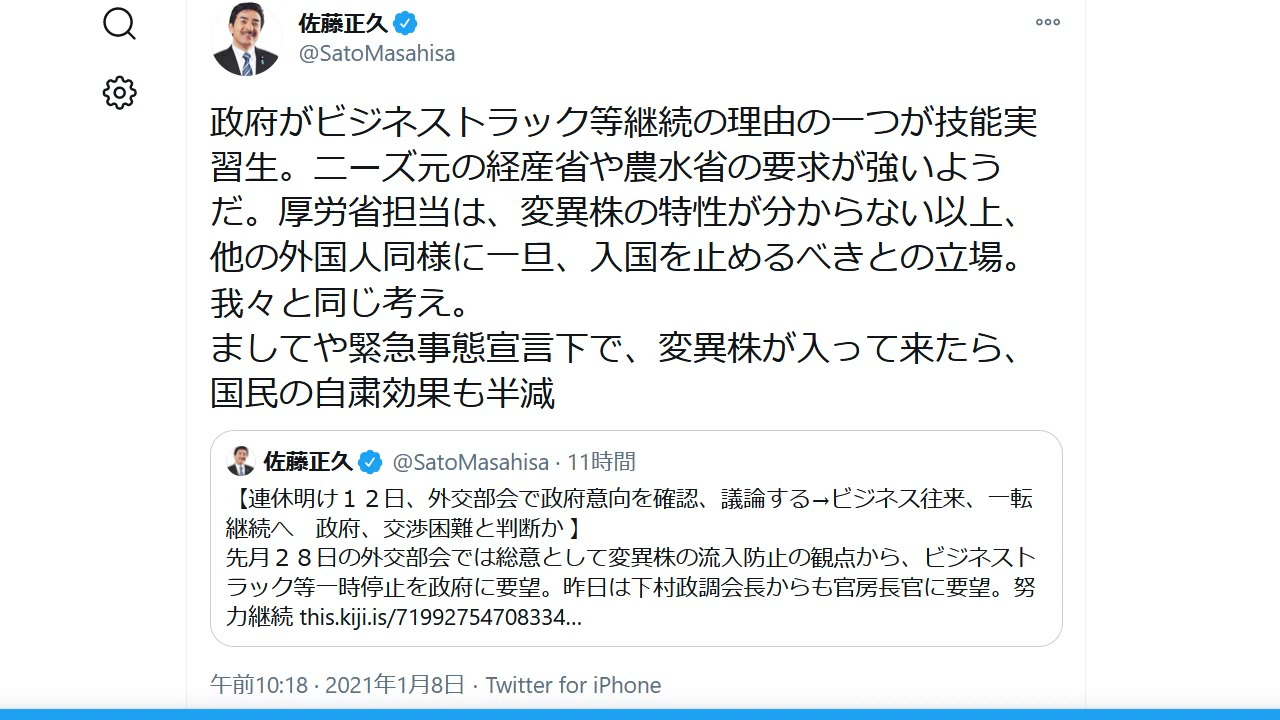 佐藤正久
@SatoMasahisa
政府がビジネストラック等継続の理由の一つが技能実
習生。ニーズ元の経産省や農水省の要求が強いよう
だ。厚労省担当は、変異株の特性が分からない以上、
他の外国人同様に一旦、入国を止めるべきとの立場。
我々と同じ考え。
ましてや緊急事態宣言下で、変異株が入って来たら、
国民の自粛効果も半減
佐藤正久 @SatoMasahisa · 11時間
【連休明け１２日、外交部会で政府意向を確認、議論する→ビジネス往来、一転
継続へ　政府、交渉困難と判断か 】
先月２８日の外交部会では総意として変異株の流入防止の観点から、ビジネスト
ラック等一時停止を政府に要望。昨日は下村政調会長からも官房長官に要望。努
力継続 this.kiji.is/71992754708334...
午前10:18 · 2021年1月8日 · Twitter for iPhone